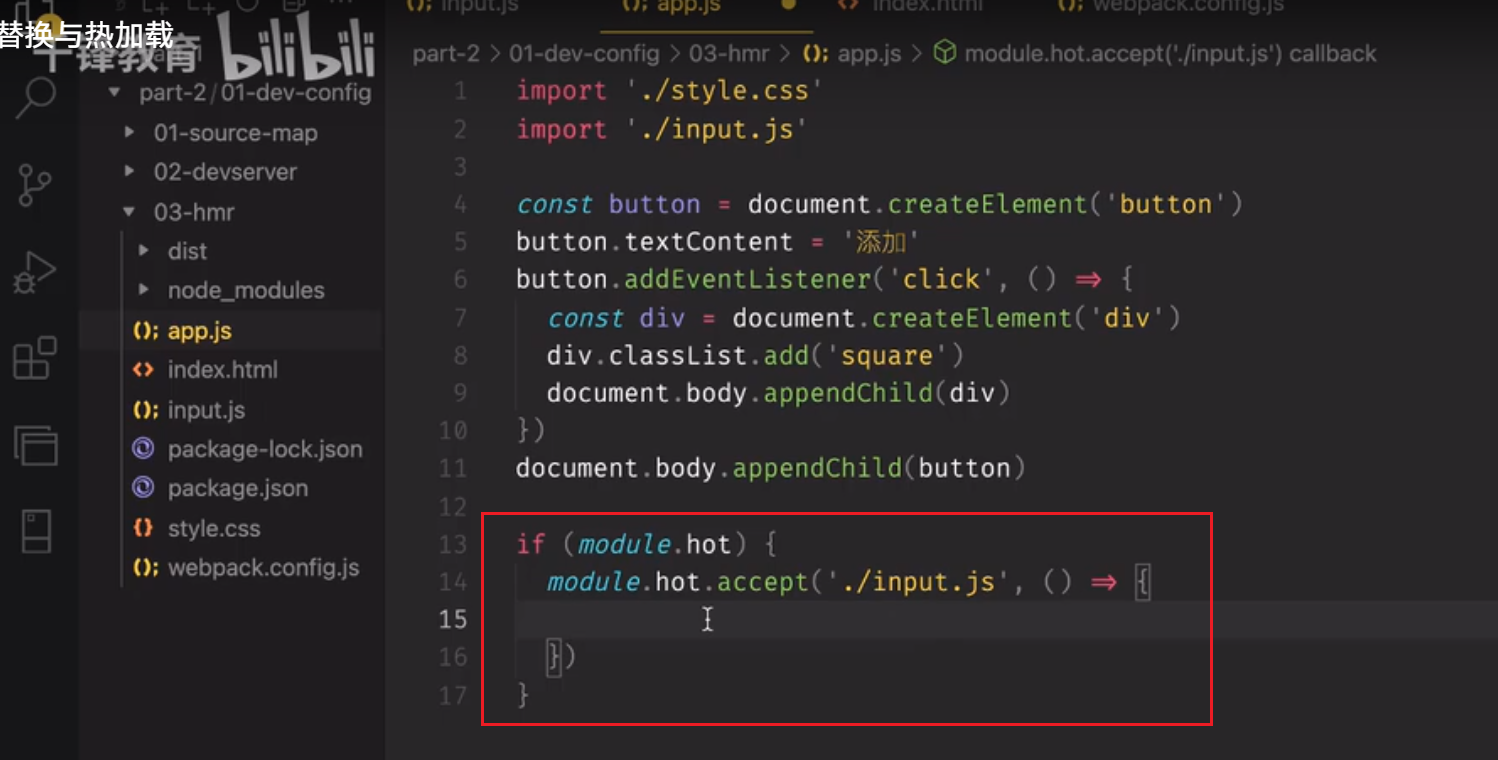 替换与热加载
千锋教育 bilibili
input.js app.js index.html webpack.config.js
part-2 > 01-dev-config > 03-hmr > (); app.js > module.hot.accept('./input.js') callback
part-2/01-dev-config
01-source-map
02-devserver
03-hmr
dist
node_modules
(); app.js
<> index.html
(); input.js
package-lock.json
package.json
{} style.css
(); webpack.config.js
1 import './style.css'
2 import './input.js'
3
4 const button = document.createElement('button')
5 button.textContent = '添加'
6 button.addEventListener('click', () => {
7 const div = document.createElement('div')
8 div.classList.add('square')
9 document.body.appendChild(div)
10 })
11 document.body.appendChild(button)
12
13 if (module.hot) {
14 module.hot.accept('./input.js', () => {
15
16 })
17 }